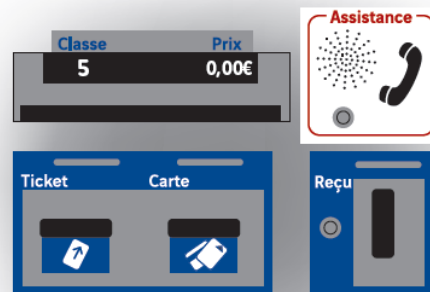 Assistance
Classe Prix
5 0,00€
Ticket Carte
Reçu